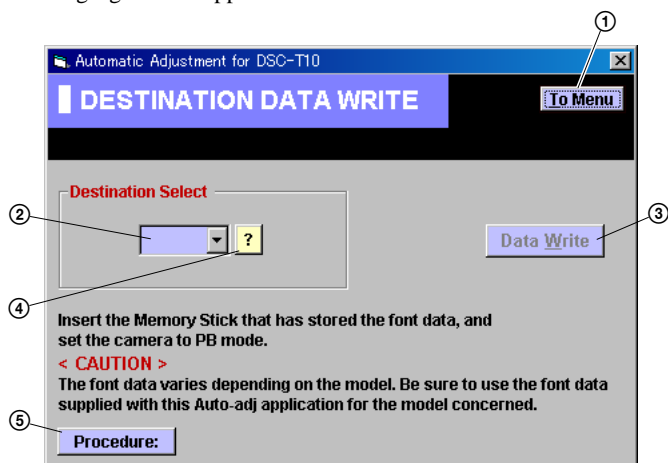 ①
Automatic Adjustment for DSC-T10
DESTINATION DATA WRITE
To Menu
Destination Select
②
?
Data Write
③
④
Insert the Memory Stick that has stored the font data, and
set the camera to PB mode.
< CAUTION >
The font data varies depending on the model. Be sure to use the font data
supplied with this Auto-adj application for the model concerned.
⑤
Procedure: